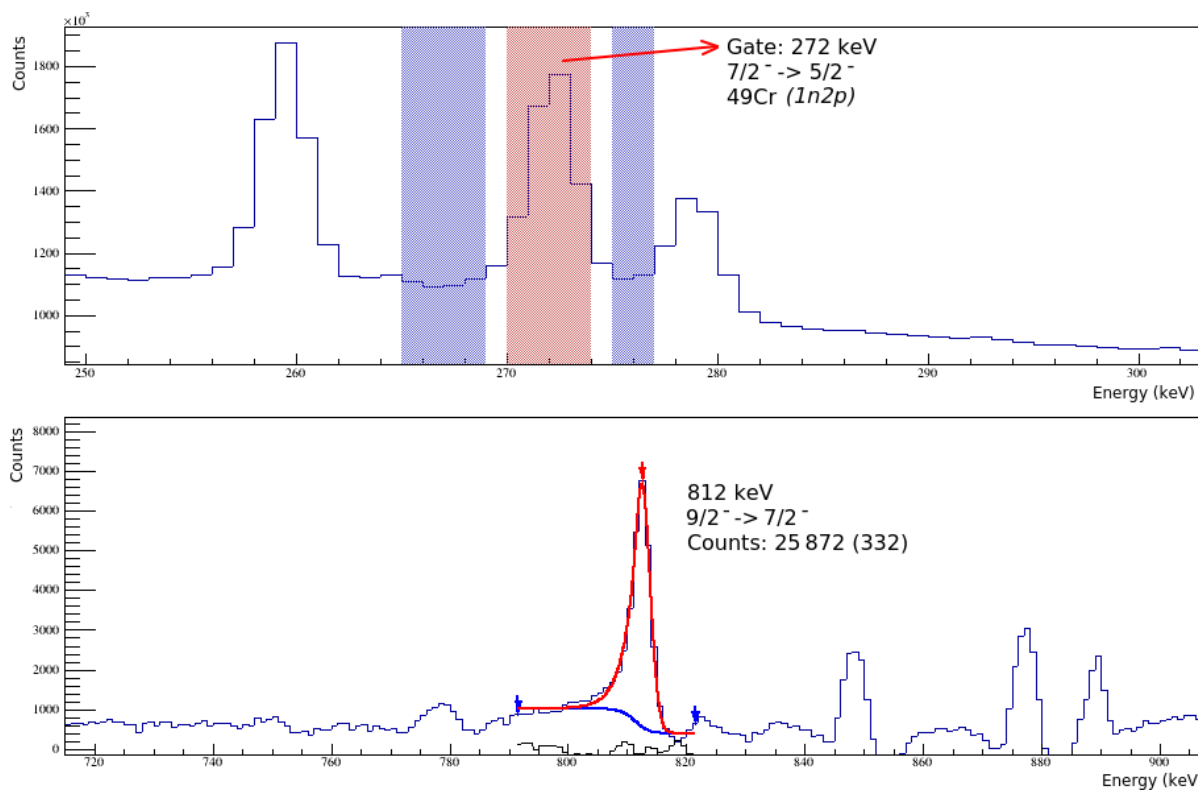 ×10³
Counts
1800
1600
1400
1200
1000
Gate: 272 keV
7/2⁻ -> 5/2⁻
49Cr (1n2p)
250 260 270 280 290 300
Energy (keV)
Counts
8000
7000
6000
5000
4000
3000
2000
1000
0
812 keV
9/2⁻ -> 7/2⁻
Counts: 25 872 (332)
720 740 760 780 800 820 840 860 880 900
Energy (keV)